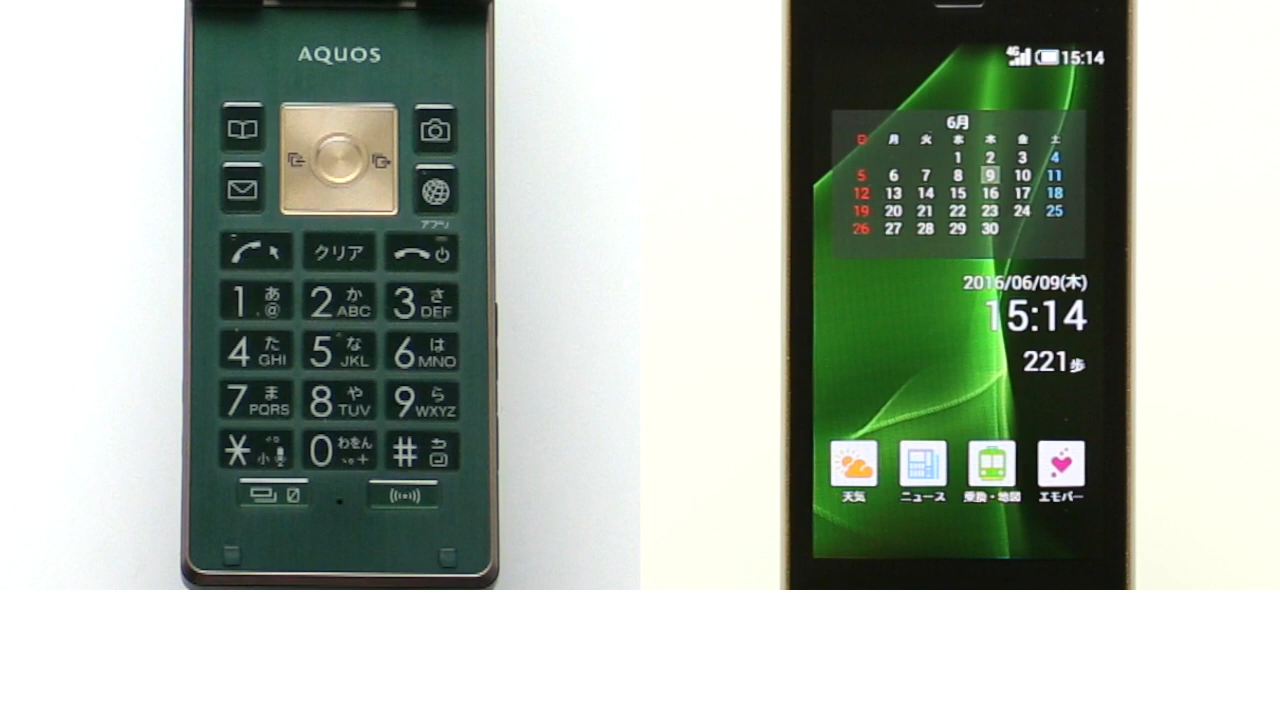 AQUOS
アプリ
クリア
1 あ .@
2 か ABC
3 さ DEF
4 た GHI
5 な JKL
6 は MNO
7 ま PQRS
8 や TUV
9 ら WXYZ
* 小
0 わをん
#
4G 15:14
6月
日 月 火 水 木 金 土
1 2 3 4
5 6 7 8 9 10 11
12 13 14 15 16 17 18
19 20 21 22 23 24 25
26 27 28 29 30
2016/06/09(木)
15:14
221歩
天気 ニュース 乗換・地図 エモパー